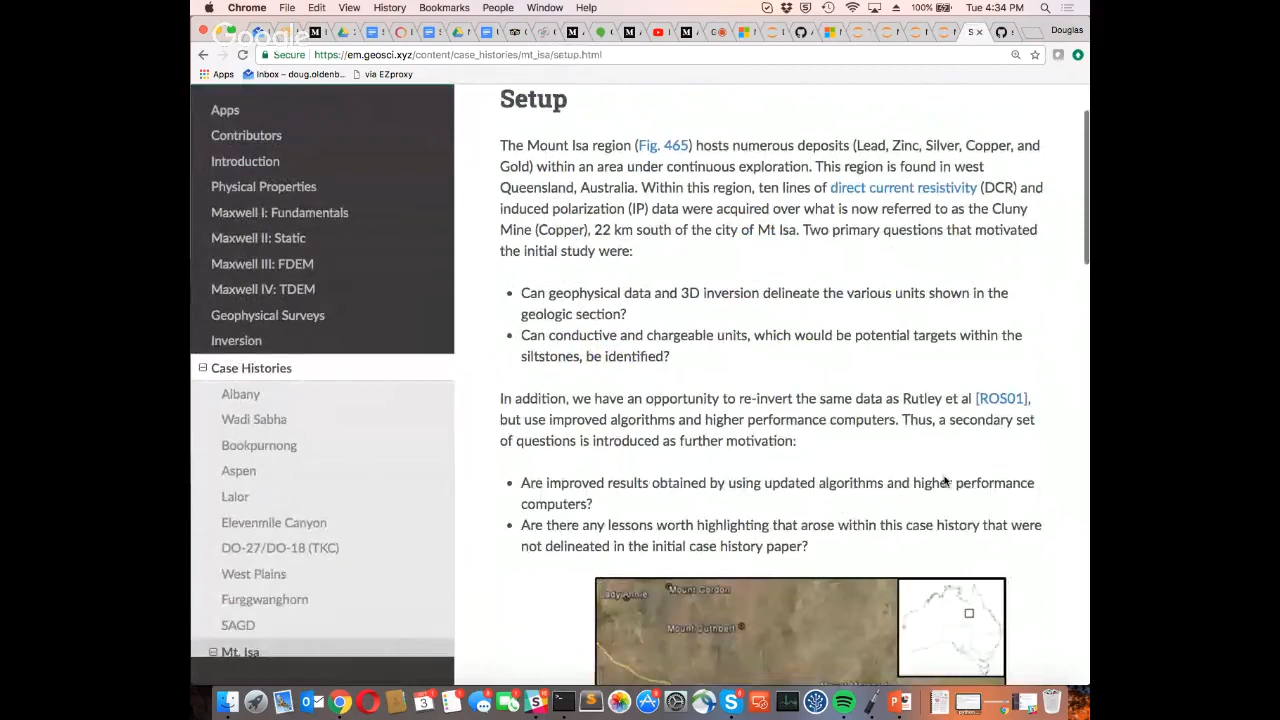 Chrome File Edit View History Bookmarks People Window Help 100% Tue 4:34 PM
Google
Douglas
Secure https://em.geosci.xyz/content/case_histories/mt_isa/setup.html
Apps Inbox – doug.oldenb... via EZproxy
Apps
Contributors
Introduction
Physical Properties
Maxwell I: Fundamentals
Maxwell II: Static
Maxwell III: FDEM
Maxwell IV: TDEM
Geophysical Surveys
Inversion
Case Histories
Albany
Wadi Sabha
Bookpurnong
Aspen
Lalor
Elevenmile Canyon
DO-27/DO-18 (TKC)
West Plains
Furggwanghorn
SAGD
Mt. Isa
Setup
The Mount Isa region (Fig. 465) hosts numerous deposits (Lead, Zinc, Silver, Copper, and
Gold) within an area under continuous exploration. This region is found in west
Queensland, Australia. Within this region, ten lines of direct current resistivity (DCR) and
induced polarization (IP) data were acquired over what is now referred to as the Cluny
Mine (Copper), 22 km south of the city of Mt Isa. Two primary questions that motivated
the initial study were:
• Can geophysical data and 3D inversion delineate the various units shown in the
geologic section?
• Can conductive and chargeable units, which would be potential targets within the
siltstones, be identified?
In addition, we have an opportunity to re-invert the same data as Rutley et al [ROS01],
but use improved algorithms and higher performance computers. Thus, a secondary set
of questions is introduced as further motivation:
• Are improved results obtained by using updated algorithms and higher performance
computers?
• Are there any lessons worth highlighting that arose within this case history that were
not delineated in the initial case history paper?
Lady Annie Mount Gordon
Mount Cuthbert